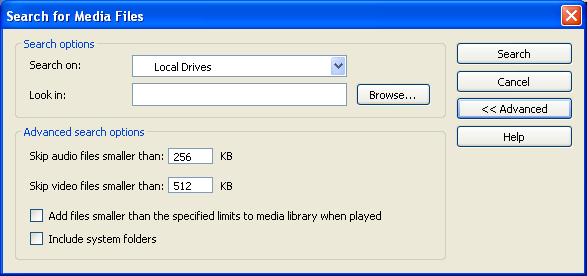 Search for Media Files
Search options
Search on: Local Drives
Look in: Browse...
Search
Cancel
<< Advanced
Help
Advanced search options
Skip audio files smaller than: 256 KB
Skip video files smaller than: 512 KB
Add files smaller than the specified limits to media library when played
Include system folders